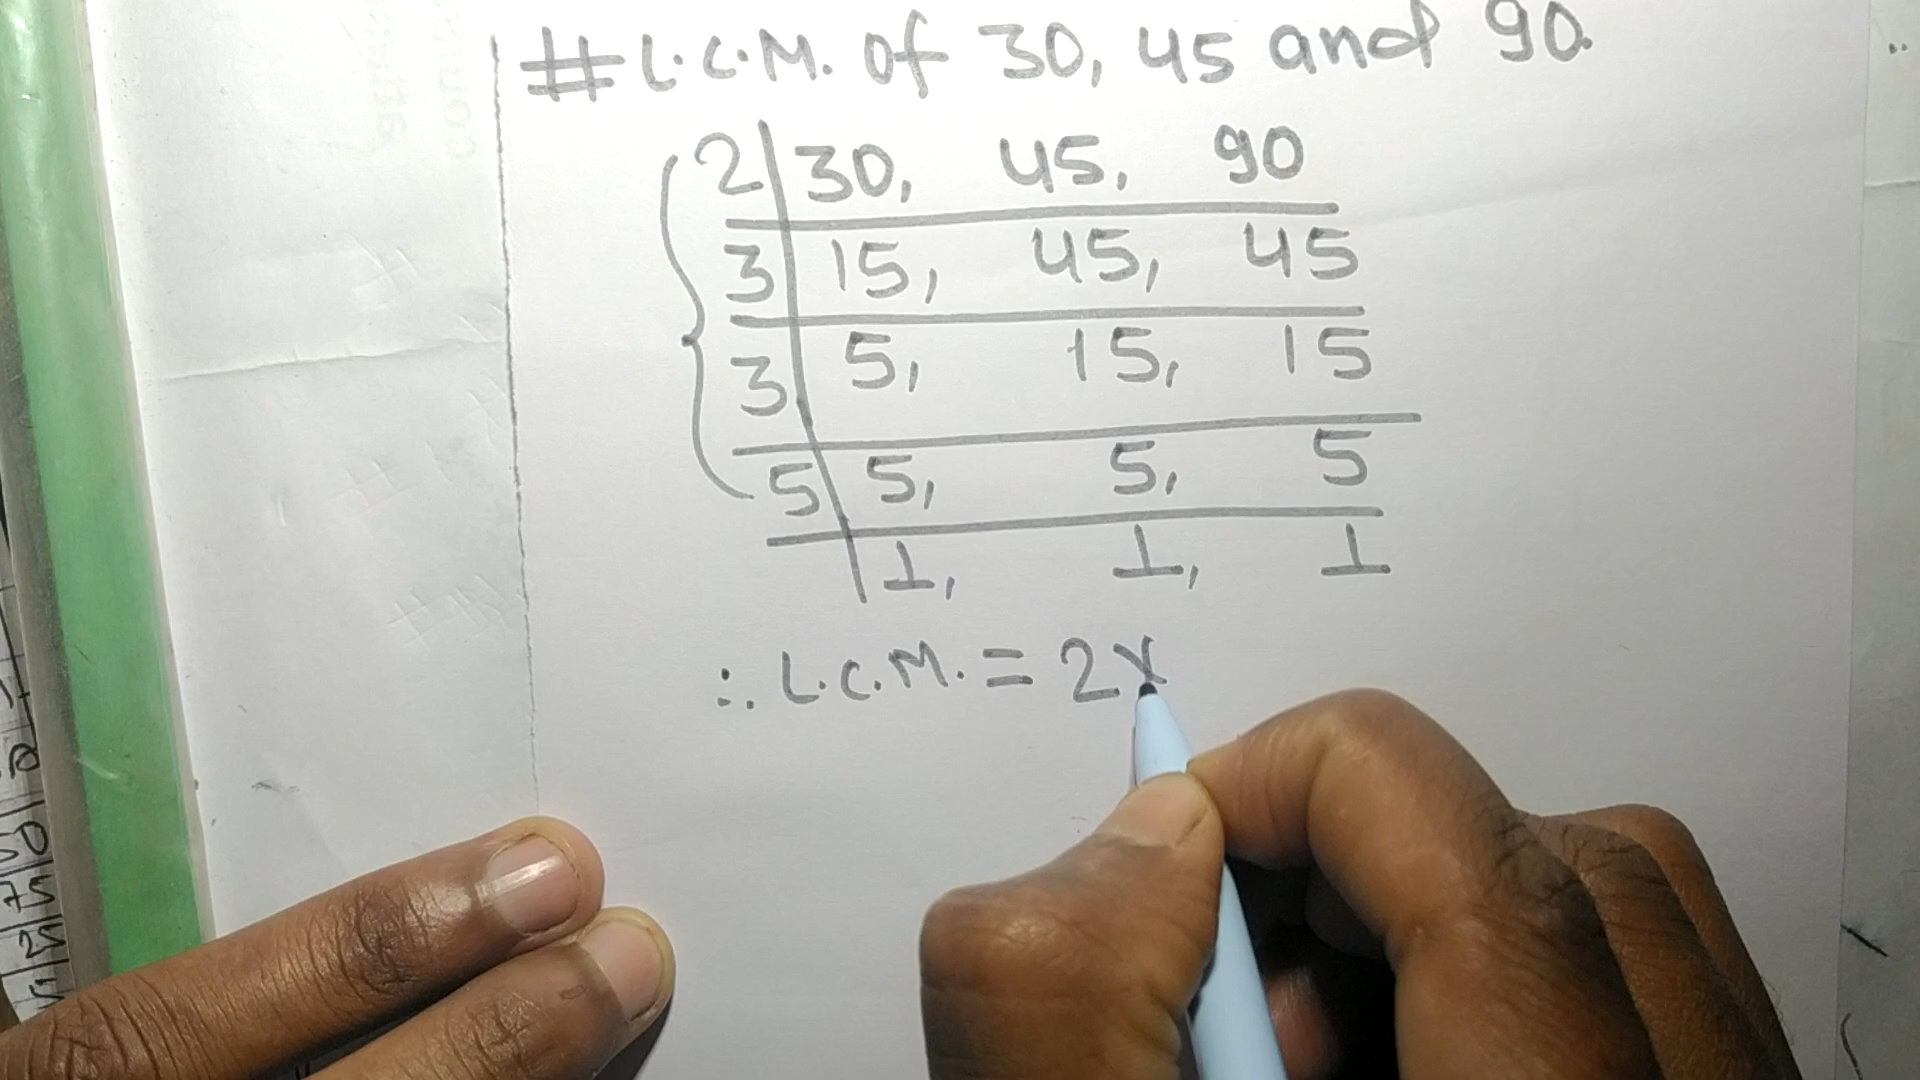 # L.C.M. of 30, 45 and 90.
2 | 30, 45, 90
3 | 15, 45, 45
3 | 5, 15, 15
5 | 5, 5, 5
1, 1, 1
∴ L.C.M. = 2×